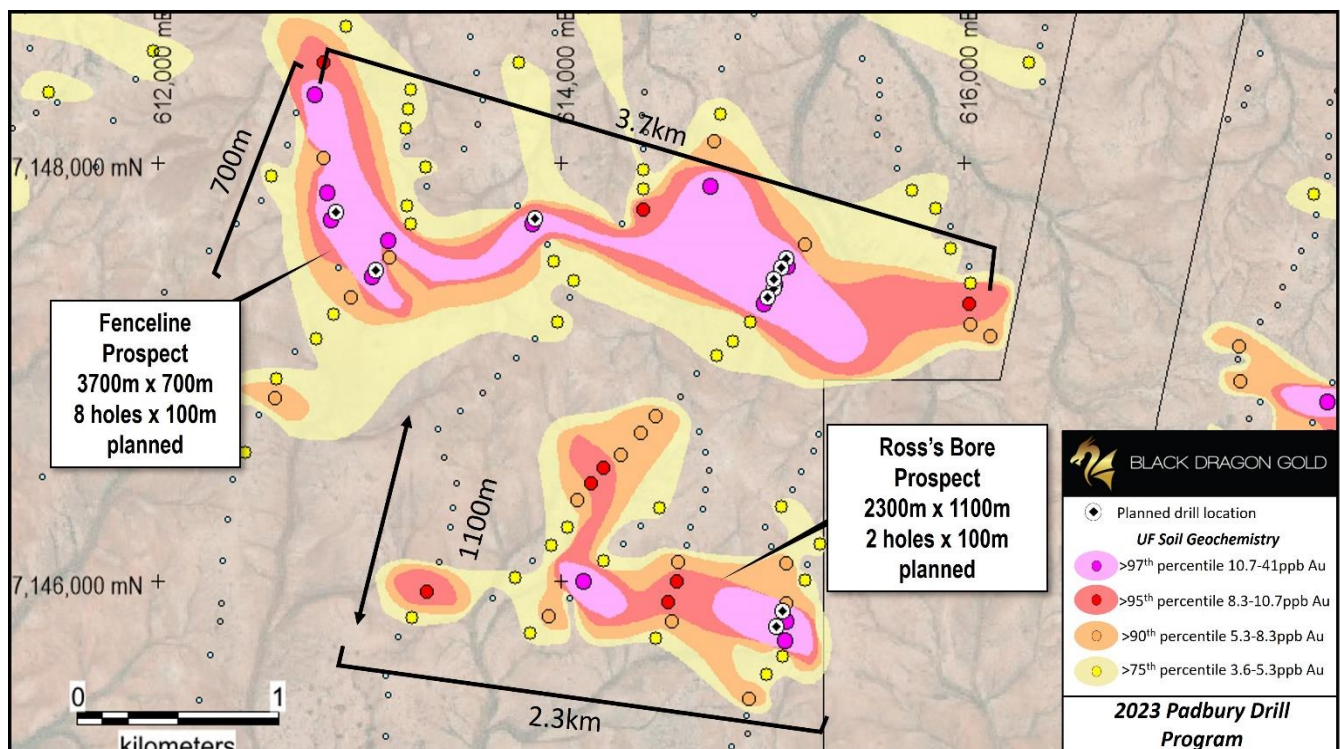 612,000 mE
614,000 mE
616,000 mE
7,148,000 mN
7,146,000 mN
700m
3.7km
1100m
2.3km
Fenceline
Prospect
3700m x 700m
8 holes x 100m
planned
Ross's Bore
Prospect
2300m x 1100m
2 holes x 100m
planned
0 1
kilometers
BLACK DRAGON GOLD
Planned drill location
UF Soil Geochemistry
>97th percentile 10.7-41ppb Au
>95th percentile 8.3-10.7ppb Au
>90th percentile 5.3-8.3ppb Au
>75th percentile 3.6-5.3ppb Au
2023 Padbury Drill
Program